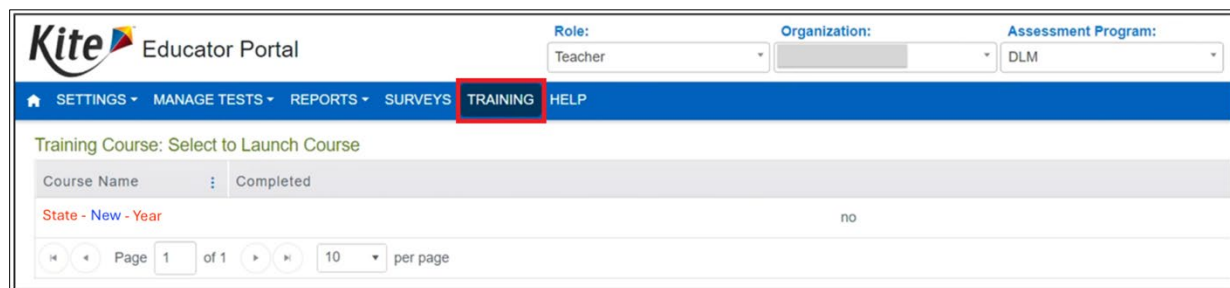 Kite Educator Portal
Role: Organization: Assessment Program:
Teacher DLM
SETTINGS MANAGE TESTS REPORTS SURVEYS TRAINING HELP
Training Course: Select to Launch Course
Course Name Completed
State - New - Year no
Page 1 of 1 10 per page